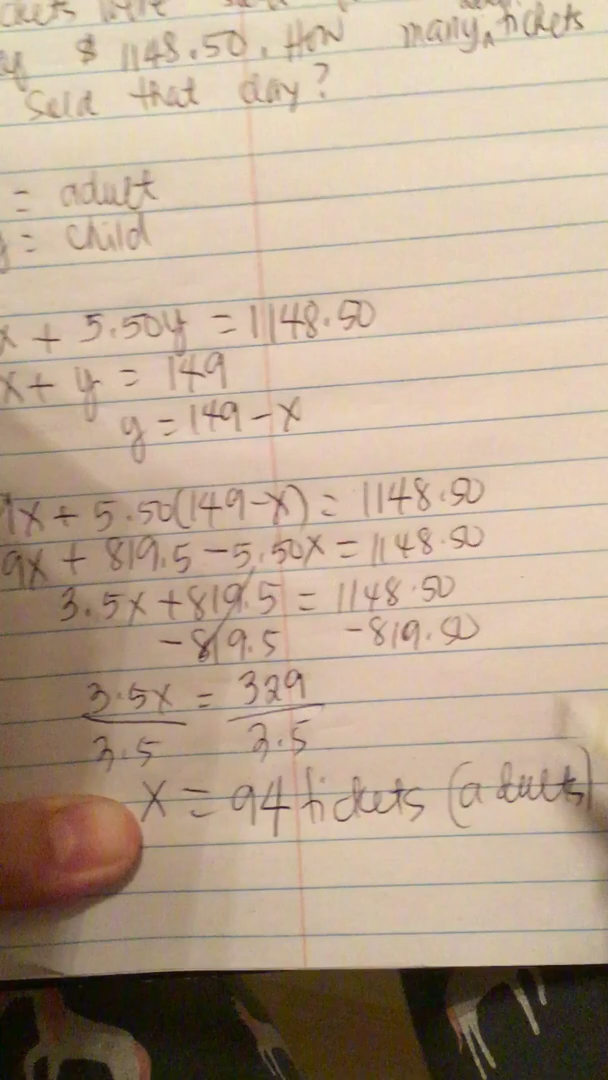 were
$ 1148.50. How many tickets
Sold that day?
= adult
= child
x + 5.50y = 1148.50
x + y = 149
y = 149 - x
9x + 5.50(149 - x) = 1148.50
9x + 819.5 - 5.50x = 1148.50
3.5x + 819.5 = 1148.50
-819.5 -819.50
3.5x = 329
3.5 3.5
x = 94 tickets (adults)